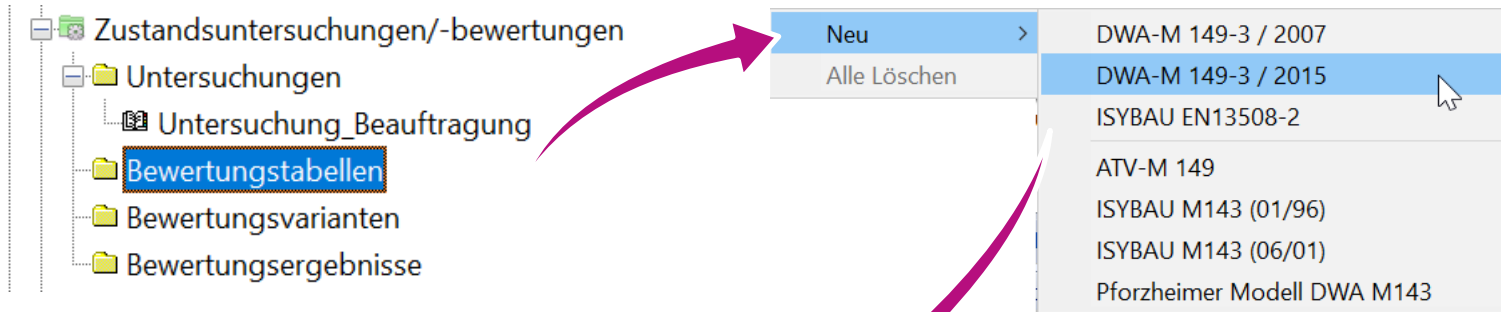 Zustandsuntersuchungen/-bewertungen
Untersuchungen
Untersuchung_Beauftragung
Bewertungstabellen
Bewertungsvarianten
Bewertungsergebnisse
Neu >
Alle Löschen
DWA-M 149-3 / 2007
DWA-M 149-3 / 2015
ISYBAU EN13508-2
ATV-M 149
ISYBAU M143 (01/96)
ISYBAU M143 (06/01)
Pforzheimer Modell DWA M143